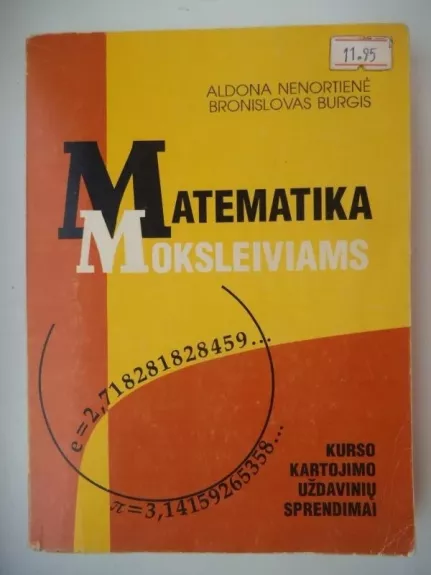 11.95
ALDONA NENORTIENĖ
BRONISLOVAS BURGIS
MATEMATIKA
MOKSLEIVIAMS
e=2,718281828459...
π=3,14159265358...
KURSO
KARTOJIMO
UŽDAVINIŲ
SPRENDIMAI